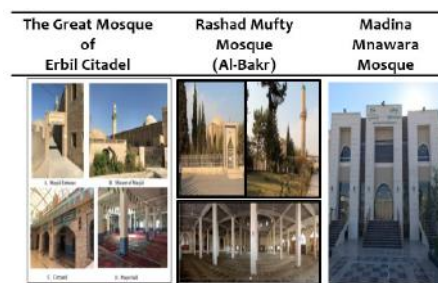 The Great Mosque
of
Erbil Citadel
Rashad Mufty
Mosque
(Al-Bakr)
Madina
Mnawara
Mosque